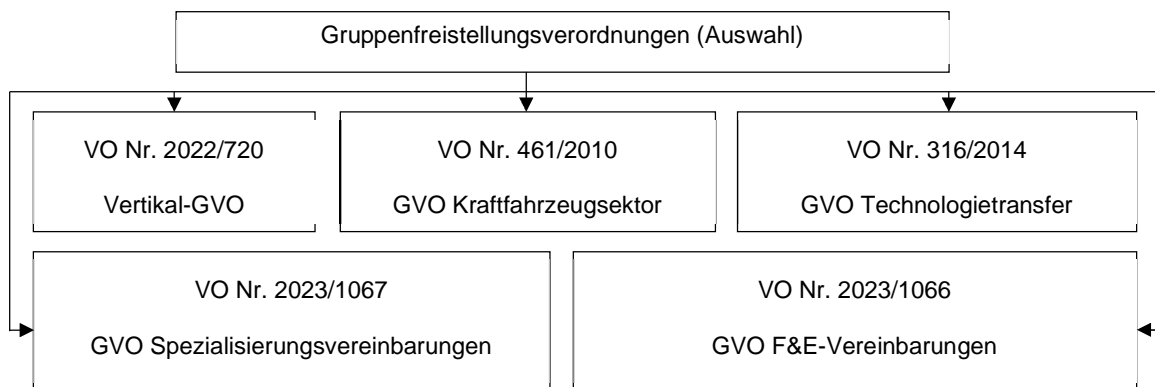 Gruppenfreistellungsverordnungen (Auswahl)
VO Nr. 2022/720
Vertikal-GVO
VO Nr. 461/2010
GVO Kraftfahrzeugsektor
VO Nr. 316/2014
GVO Technologietransfer
VO Nr. 2023/1067
GVO Spezialisierungsvereinbarungen
VO Nr. 2023/1066
GVO F&E-Vereinbarungen